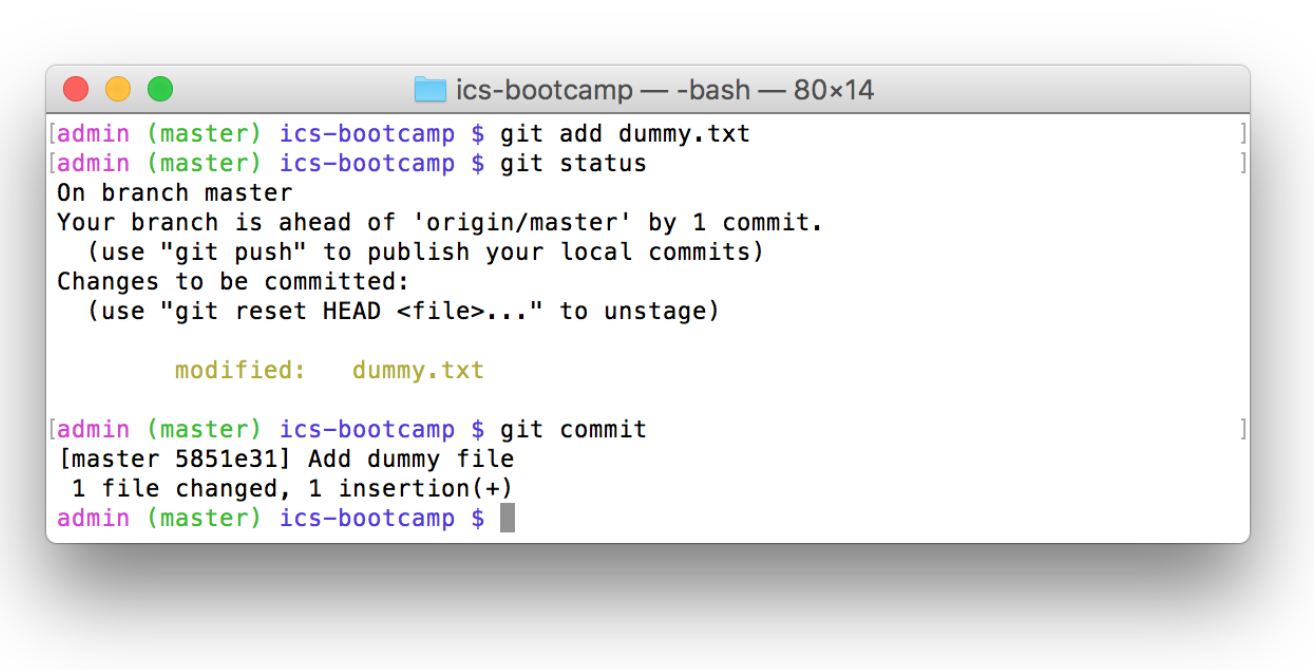 ics-bootcamp — -bash — 80×14
[admin (master) ics-bootcamp $ git add dummy.txt ]
[admin (master) ics-bootcamp $ git status ]
On branch master
Your branch is ahead of 'origin/master' by 1 commit.
  (use "git push" to publish your local commits)
Changes to be committed:
  (use "git reset HEAD <file>..." to unstage)
        modified:   dummy.txt
[admin (master) ics-bootcamp $ git commit ]
[master 5851e31] Add dummy file
 1 file changed, 1 insertion(+)
admin (master) ics-bootcamp $